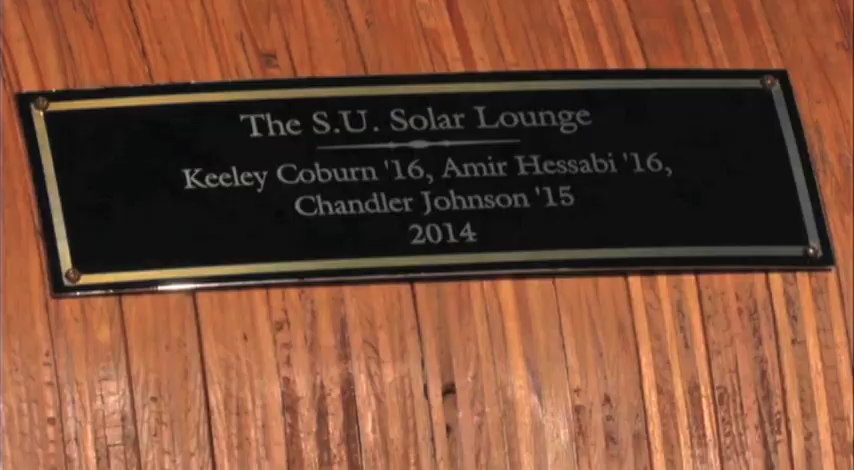 The S.U. Solar Lounge
Keeley Coburn '16, Amir Hessabi '16,
Chandler Johnson '15
2014